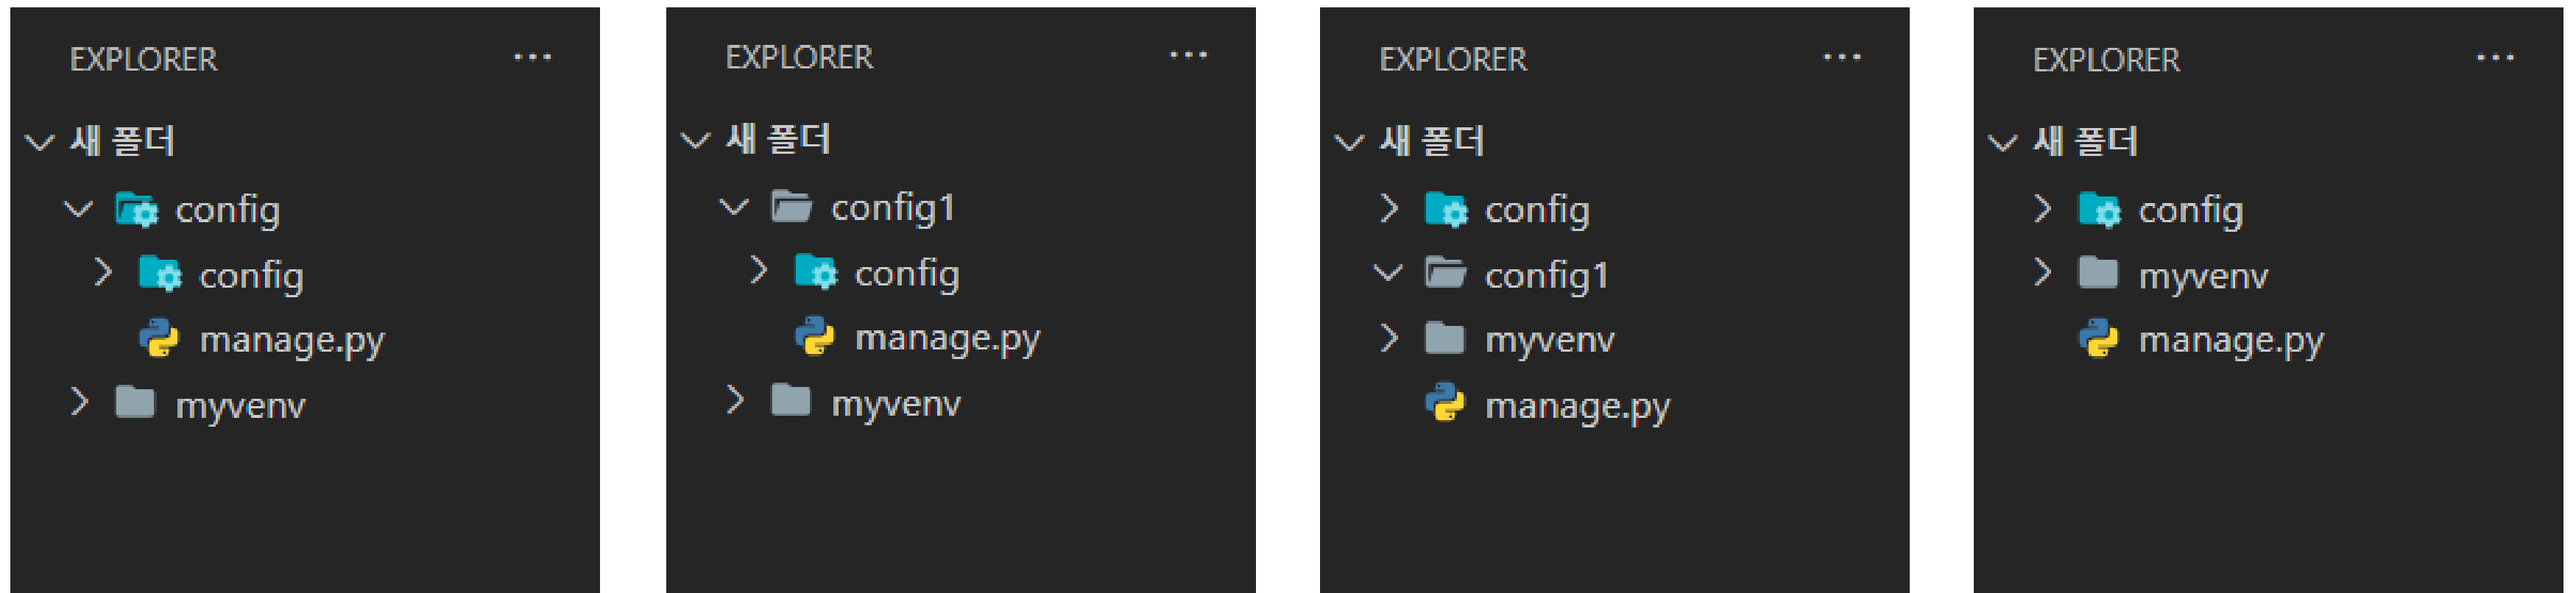 EXPLORER ...
새 폴더
config
config
manage.py
myvenv
EXPLORER ...
새 폴더
config1
config
manage.py
myvenv
EXPLORER ...
새 폴더
config
config1
myvenv
manage.py
EXPLORER ...
새 폴더
config
myvenv
manage.py